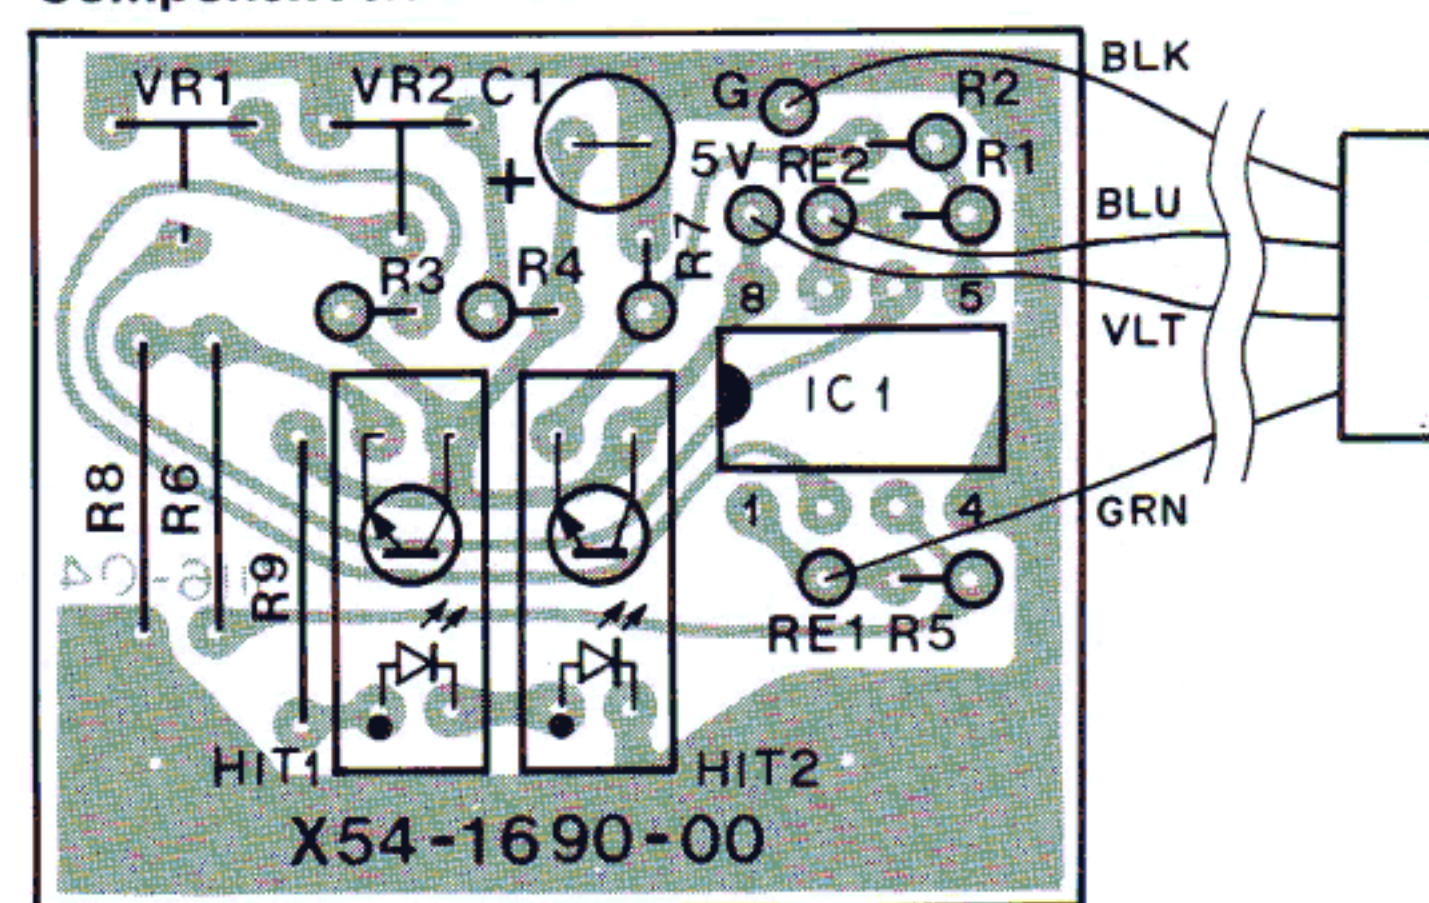 VR1 VR2 C1 G R2 BLK
+ 5V RE2 R1
BLU
R7
R3 R4
8 5
VLT
IC1
R8 R6
1 4 GRN
R9
RE1 R5
HIT1 HIT2
X54-1690-00